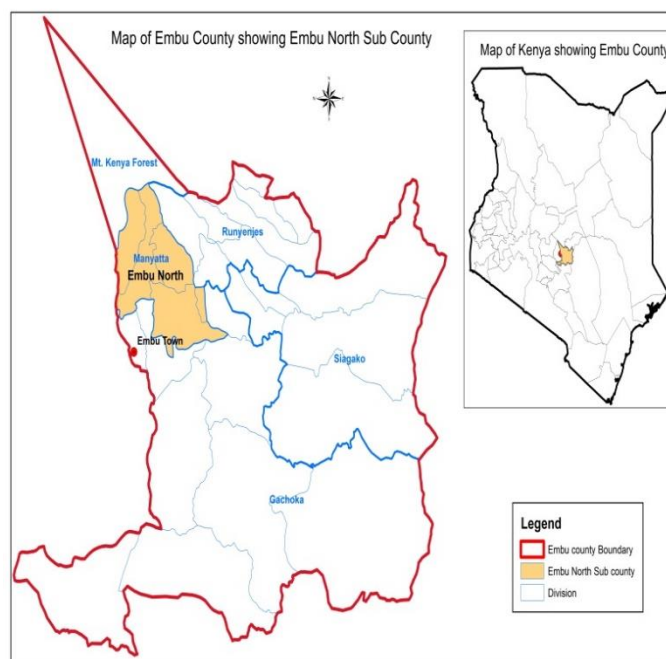 Map of Embu County showing Embu North Sub County
Map of Kenya showing Embu County
Mt. Kenya Forest
Runyenjes
Manyatta
Embu North
Embu Town
Siagako
Gachoka
Legend
Embu county Boundary
Embu North Sub county
Division